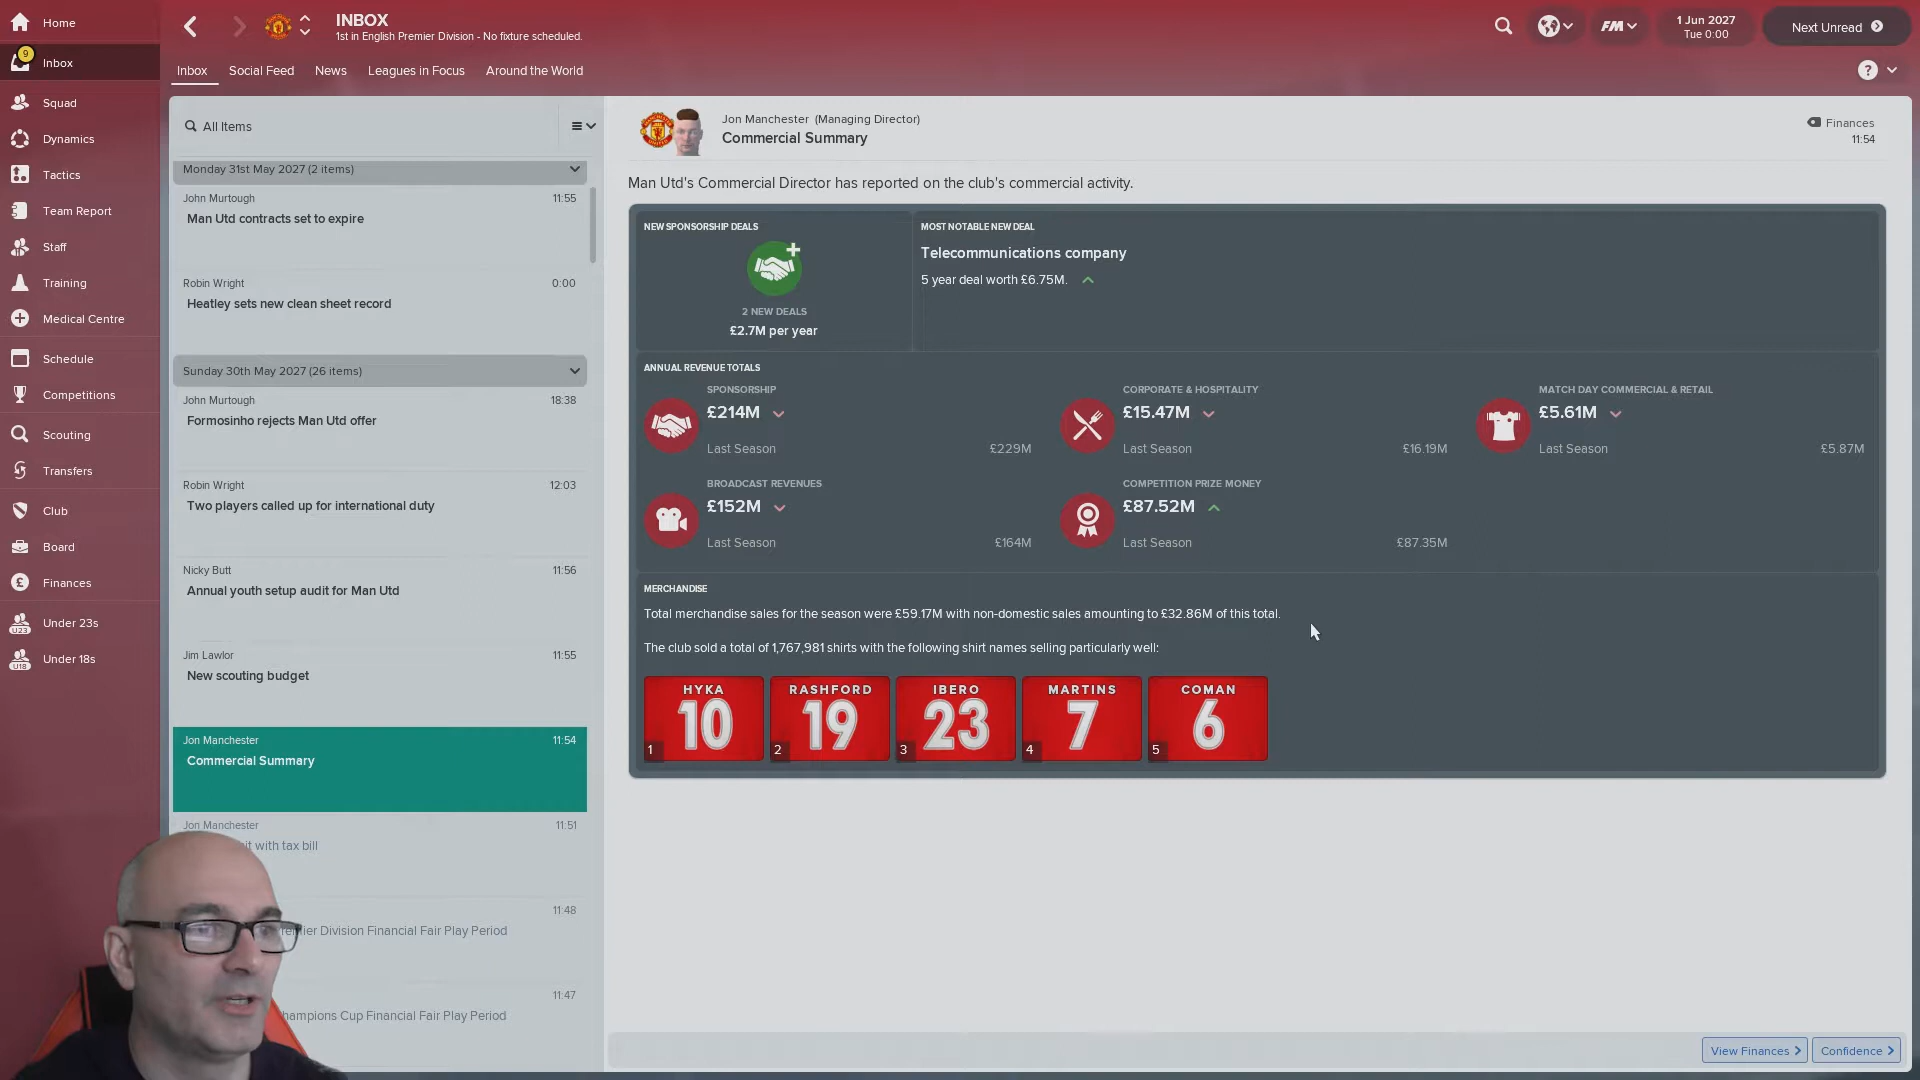 Home
Inbox
9
Squad
Dynamics
Tactics
Team Report
Staff
Training
Medical Centre
Schedule
Competitions
Scouting
Transfers
Club
Board
Finances
U23
Under 23s
U18
Under 18s
INBOX
1st in English Premier Division - No fixture scheduled.
FM
1 Jun 2027
Tue 0:00
Next Unread
Inbox Social Feed News Leagues in Focus Around the World
?
All Items
Monday 31st May 2027 (2 items)
John Murtough 11:55
Man Utd contracts set to expire
Robin Wright 0:00
Heatley sets new clean sheet record
Sunday 30th May 2027 (26 items)
John Murtough 18:38
Formosinho rejects Man Utd offer
Robin Wright 12:03
Two players called up for international duty
Nicky Butt 11:56
Annual youth setup audit for Man Utd
Jim Lawlor 11:55
New scouting budget
Jon Manchester 11:54
Commercial Summary
Jon Manchester 11:51
with tax bill
11:48
Division Financial Fair Play Period
11:47
Cup Financial Fair Play Period
Jon Manchester (Managing Director)
Commercial Summary
Finances
11:54
Man Utd's Commercial Director has reported on the club's commercial activity.
NEW SPONSORSHIP DEALS
2 NEW DEALS
£2.7M per year
MOST NOTABLE NEW DEAL
Telecommunications company
5 year deal worth £6.75M.
ANNUAL REVENUE TOTALS
SPONSORSHIP
£214M
Last Season £229M
CORPORATE & HOSPITALITY
£15.47M
Last Season £16.19M
MATCH DAY COMMERCIAL & RETAIL
£5.61M
Last Season £5.87M
BROADCAST REVENUES
£152M
Last Season £164M
COMPETITION PRIZE MONEY
£87.52M
Last Season £87.35M
MERCHANDISE
Total merchandise sales for the season were £59.17M with non-domestic sales amounting to £32.86M of this total.
The club sold a total of 1,767,981 shirts with the following shirt names selling particularly well:
HYKA
10
1
RASHFORD
19
2
IBERO
23
3
MARTINS
7
4
COMAN
6
5
View Finances
Confidence